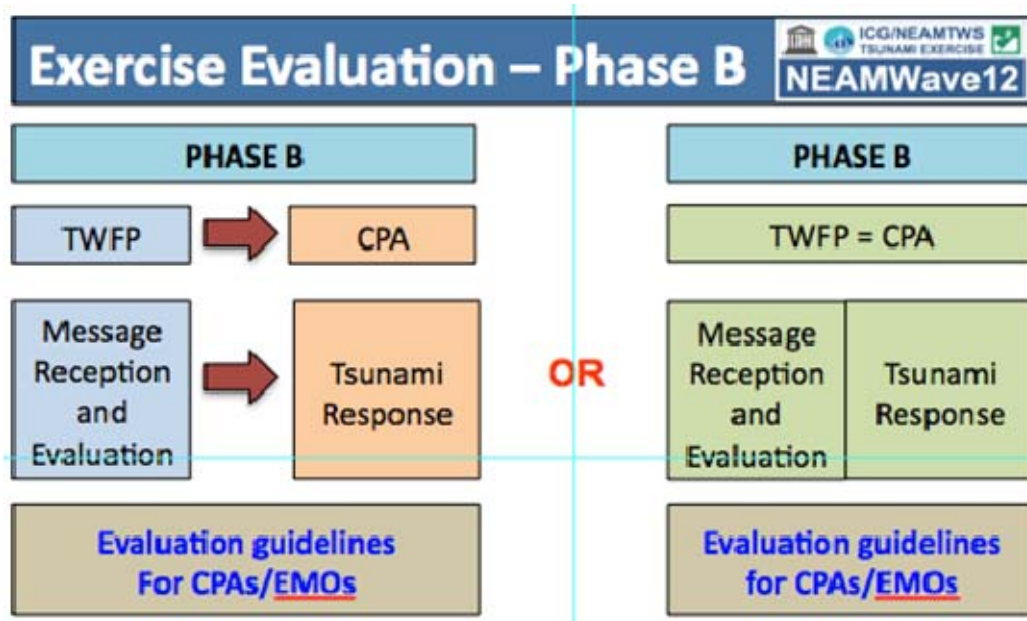 Exercise Evaluation – Phase B
ICG/NEAMTWS
TSUNAMI EXERCISE
NEAMWave12
PHASE B
TWFP
CPA
Message
Reception
and
Evaluation
Tsunami
Response
Evaluation guidelines
For CPAs/EMOs
OR
PHASE B
TWFP = CPA
Message
Reception
and
Evaluation
Tsunami
Response
Evaluation guidelines
for CPAs/EMOs